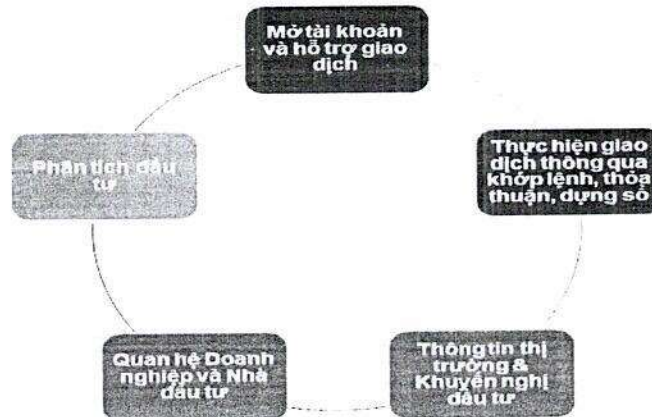 Mở tài khoản
và hỗ trợ giao
dịch
Thực hiện giao
dịch thông qua
khớp lệnh, thỏa
thuận, dựng sổ
Thông tin thị
trường &
Khuyến nghị
đầu tư
Quan hệ Doanh
nghiệp và Nhà
đầu tư
Phân tích đầu
tư